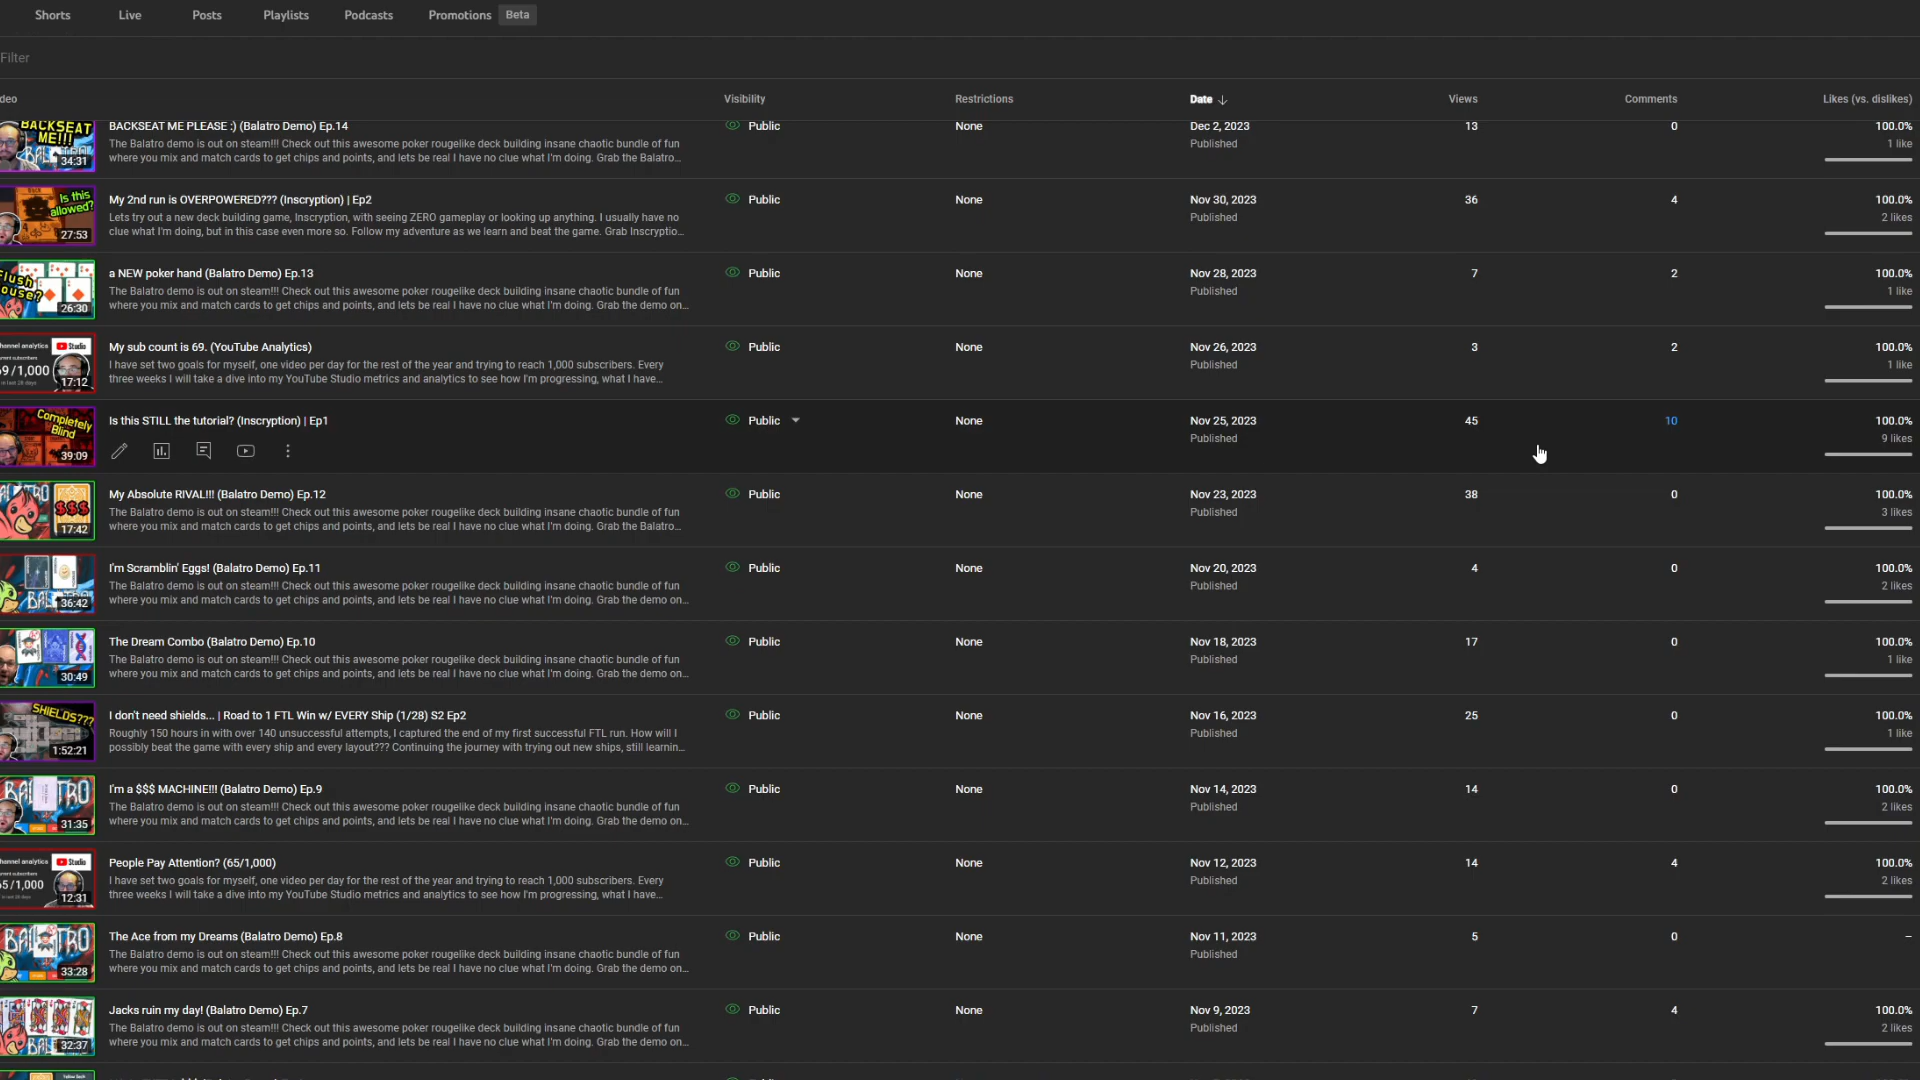 Shorts Live Posts Playlists Podcasts Promotions Beta
Filter
deo Visibility Restrictions Date Views Comments Likes (vs. dislikes)
BACKSEAT
ME!!!
34:31
BACKSEAT ME PLEASE :) (Balatro Demo) Ep.14
The Balatro demo is out on steam!!! Check out this awesome poker rougelike deck building insane chaotic bundle of fun
where you mix and match cards to get chips and points, and lets be real I have no clue what I'm doing. Grab the Balatro...
Public None Dec 2, 2023 13 0 100.0%
Published 1 like
Is this
allowed?
27:53
My 2nd run is OVERPOWERED??? (Inscryption) | Ep2
Lets try out a new deck building game, Inscryption, with seeing ZERO gameplay or looking up anything. I usually have no
clue what I'm doing, but in this case even more so. Follow my adventure as we learn and beat the game. Grab Inscryptio...
Public None Nov 30, 2023 36 4 100.0%
Published 2 likes
Flush
ouse?
26:30
a NEW poker hand (Balatro Demo) Ep.13
The Balatro demo is out on steam!!! Check out this awesome poker rougelike deck building insane chaotic bundle of fun
where you mix and match cards to get chips and points, and lets be real I have no clue what I'm doing. Grab the demo on...
Public None Nov 28, 2023 7 2 100.0%
Published 1 like
hannel analytics Studio
69/1,000
17:12
My sub count is 69. (YouTube Analytics)
I have set two goals for myself, one video per day for the rest of the year and trying to reach 1,000 subscribers. Every
three weeks I will take a dive into my YouTube Studio metrics and analytics to see how I'm progressing, what I have...
Public None Nov 26, 2023 3 2 100.0%
Published 1 like
Completely
Blind
39:09
Is this STILL the tutorial? (Inscryption) | Ep1
Public None Nov 25, 2023 45 10 100.0%
Published 9 likes
$$$
17:42
My Absolute RIVAL!!! (Balatro Demo) Ep.12
The Balatro demo is out on steam!!! Check out this awesome poker rougelike deck building insane chaotic bundle of fun
where you mix and match cards to get chips and points, and lets be real I have no clue what I'm doing. Grab the Balatro...
Public None Nov 23, 2023 38 0 100.0%
Published 3 likes
36:42
I'm Scramblin' Eggs! (Balatro Demo) Ep.11
The Balatro demo is out on steam!!! Check out this awesome poker rougelike deck building insane chaotic bundle of fun
where you mix and match cards to get chips and points, and lets be real I have no clue what I'm doing. Grab the demo on...
Public None Nov 20, 2023 4 0 100.0%
Published 2 likes
30:49
The Dream Combo (Balatro Demo) Ep.10
The Balatro demo is out on steam!!! Check out this awesome poker rougelike deck building insane chaotic bundle of fun
where you mix and match cards to get chips and points, and lets be real I have no clue what I'm doing. Grab the demo on...
Public None Nov 18, 2023 17 0 100.0%
Published 1 like
SHIELDS???
1:52:21
I don't need shields... | Road to 1 FTL Win w/ EVERY Ship (1/28) S2 Ep2
Roughly 150 hours in with over 140 unsuccessful attempts, I captured the end of my first successful FTL run. How will I
possibly beat the game with every ship and every layout??? Continuing the journey with trying out new ships, still learnin...
Public None Nov 16, 2023 25 0 100.0%
Published 1 like
31:35
I'm a $$$ MACHINE!!! (Balatro Demo) Ep.9
The Balatro demo is out on steam!!! Check out this awesome poker rougelike deck building insane chaotic bundle of fun
where you mix and match cards to get chips and points, and lets be real I have no clue what I'm doing. Grab the demo on...
Public None Nov 14, 2023 14 0 100.0%
Published 2 likes
hannel analytics Studio
65/1,000
12:31
People Pay Attention? (65/1,000)
I have set two goals for myself, one video per day for the rest of the year and trying to reach 1,000 subscribers. Every
three weeks I will take a dive into my YouTube Studio metrics and analytics to see how I'm progressing, what I have...
Public None Nov 12, 2023 14 4 100.0%
Published 2 likes
33:28
The Ace from my Dreams (Balatro Demo) Ep.8
The Balatro demo is out on steam!!! Check out this awesome poker rougelike deck building insane chaotic bundle of fun
where you mix and match cards to get chips and points, and lets be real I have no clue what I'm doing. Grab the demo on...
Public None Nov 11, 2023 5 0 –
Published
32:37
Jacks ruin my day! (Balatro Demo) Ep.7
The Balatro demo is out on steam!!! Check out this awesome poker rougelike deck building insane chaotic bundle of fun
where you mix and match cards to get chips and points, and lets be real I have no clue what I'm doing. Grab the demo on...
Public None Nov 9, 2023 7 4 100.0%
Published 2 likes